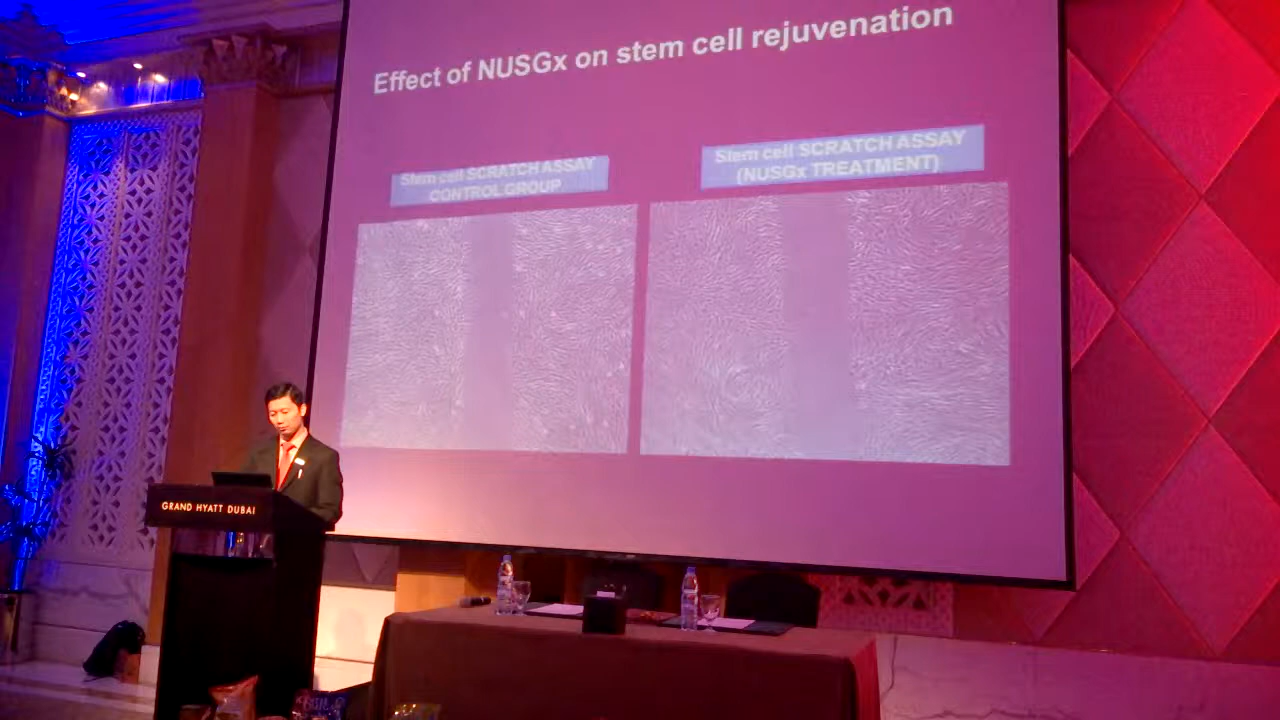 Effect of NUSGx on stem cell rejuvenation
Stem cell SCRATCH ASSAY
CONTROL GROUP
Stem cell SCRATCH ASSAY
(NUSGx TREATMENT)
GRAND HYATT DUBAI